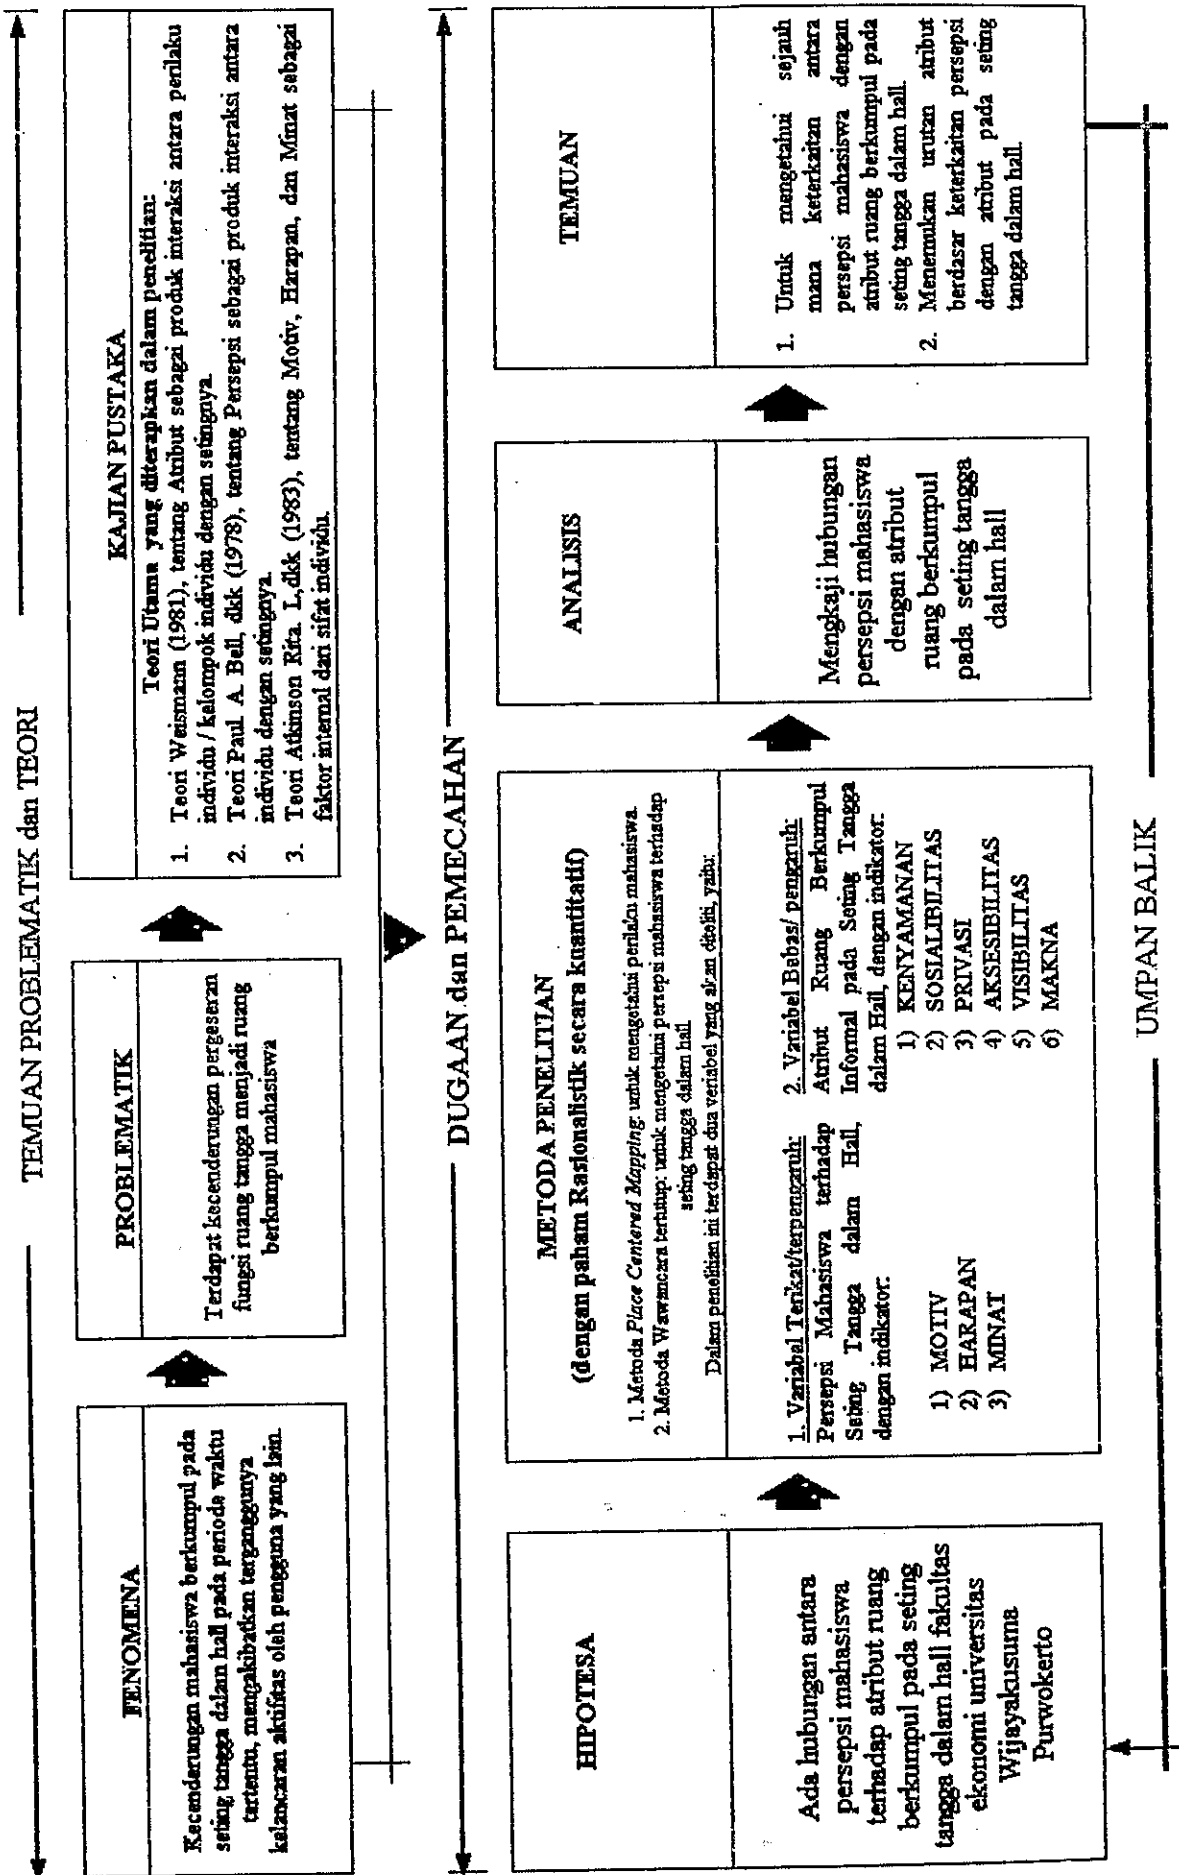 TEMUAN PROBLEMATIK dan TEORI
FENOMENA
Kecenderungan mahasiswa berkumpul pada
seting tangga dalam hall pada periode waktu
tertentu, mengakibatkan terganggunya
kelancaran aktifitas oleh pengguna yang lain.
PROBLEMATIK
Terdapat kecenderungan pergeseran
fungsi ruang tangga menjadi ruang
berkumpul mahasiswa
KAJIAN PUSTAKA
Teori Utama yang diterapkan dalam penelitian:
1. Teori Weismann (1981), tentang Atribut sebagai produk interaksi antara perilaku
individu / kelompok individu dengan setingnya.
2. Teori Paul A. Bell, dkk (1978), tentang Persepsi sebagai produk interaksi antara
individu dengan setingnya.
3. Teori Atkinson Rita. L,dkk (1983), tentang Motiv, Harapan, dan Minat sebagai
faktor internal dari sifat individu.
DUGAAN dan PEMECAHAN
HIPOTESA
Ada hubungan antara
persepsi mahasiswa
terhadap atribut ruang
berkumpul pada seting
tangga dalam hall fakultas
ekonomi universitas
Wijayakusuma
Purwokerto
METODA PENELITIAN
(dengan paham Rasionalistik secara kuantitatif)
1. Metoda Place Centered Mapping: untuk mengetahui perilaku mahasiswa.
2. Metoda Wawancara tertutup: untuk mengetahui persepsi mahasiswa terhadap
seting tangga dalam hall
Dalam penelitian ini terdapat dua veriabel yang akan diteliti, yaitu:
1. Variabel Terikat/terpengaruh:
Persepsi Mahasiswa terhadap
Seting Tangga dalam Hall,
dengan indikator:
1) MOTIV
2) HARAPAN
3) MINAT
2. Variabel Bebas/ pengaruh:
Atribut Ruang Berkumpul
Informal pada Seting Tangga
dalam Hall, dengan indikator:
1) KENYAMANAN
2) SOSIALIBILITAS
3) PRIVASI
4) AKSESIBILITAS
5) VISIBILITAS
6) MAKNA
ANALISIS
Mengkaji hubungan
persepsi mahasiswa
dengan atribut
ruang berkumpul
pada seting tangga
dalam hall
TEMUAN
1. Untuk mengetahui sejauh
mana keterkaitan antara
persepsi mahasiswa dengan
atribut ruang berkumpul pada
seting tangga dalam hall.
2. Menemukan urutan atribut
berdasar keterkaitan persepsi
dengan atribut pada seting
tangga dalam hall.
UMPAN BALIK